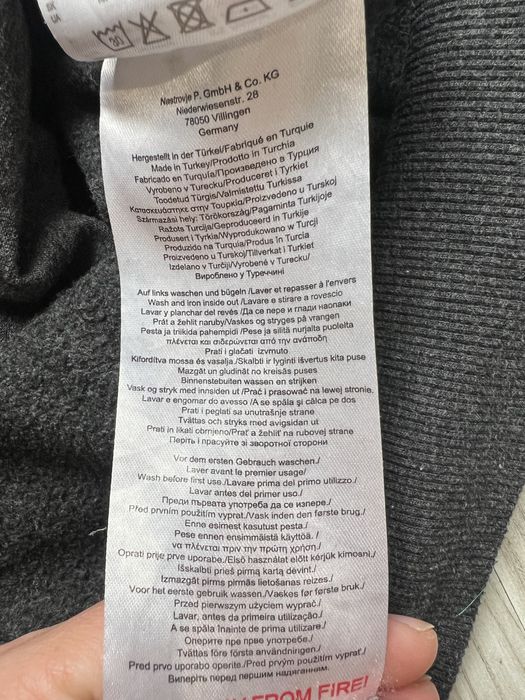 UA
30
Nastrovje P. GmbH & Co. KG
Niederwiesenstr. 28
78050 Villingen
Germany
Hergestellt in der Türkei/Fabriqué en Turquie
Made in Turkey/Prodotto in Turchia
Fabricado en Turquía/Произведено в Турция
Vyrobeno v Turecku/Produceret i Tyrkiet
Toodetud Türgis/Valmistettu Turkissa
Κατασκευάστηκε στην Τουρκία/Proizvedeno u Turskoj
Származási hely: Törökország/Pagaminta Turkijoje
Ražots Turcija/Geproduceerd in Turkije
Produsert i Tyrkia/Wyprodukowano w Turcji
Produzido na Turquia/Produs în Turcia
Proizvedeno u Turskoj/Tillverkat i Turkiet
Izdelano v Turčiji/Vyrobené v Turecku/
Вироблено у Туреччині
Auf links waschen und bügeln /Laver et repasser à l'envers
Wash and iron inside out /Lavare e stirare a rovescio
Lavar y planchar del revés /Да се пере и глади наопаки
Prát a žehlit naruby/Vaskes og stryges på vrangen
Pesta ja triikida pahempidi /Pese ja silitä nurjalta puolelta
πλένεται και σιδερώνεται από την ανάποδη
Prati i glačati izvrnuto
Kifordítva mossa és vasalja /Skalbti ir lyginti išvertus kita puse
Mazgāt un gludināt no kreisās puses
Binnenstebuiten wassen en strijken
Vask og stryk med innsiden ut /Prać i prasować na lewej stronie.
Lavar e engomar do avesso /A se spăla şi călca pe dos
Prati i peglati sa unutrašnje strane
Tvättas och stryks med avigsidan ut
Prati in likati obrnjeno/Prať a žehliť na rubovej strane
Періть і прасуйте зі зворотної сторони
Vor dem ersten Gebrauch waschen./
Laver avant le premier usage/
Wash before first use./Lavare prima del primo utilizzo./
Lavar antes del primer uso./
Преди първата употреба да се изпере./
Před prvním použitím vyprat./Vask inden den første brug./
Enne esimest kasutust pesta./
Pese ennen ensimmäistä käyttöä. /
να πλένεται πριν την πρώτη χρήση./
Oprati prije prve uporabe./Első használat előtt kérjük kimosni./
Išskalbti prieš pirmą kartą dėvint./
Izmazgāt pirms pirmās lietošanas reizes./
Voor het eerste gebruik wassen./Vaskes før første bruk./
Przed pierwszym użyciem wyprać./
Lavar, antes da primeira utilização./
A se spăla înainte de prima utilizare./
Оперите пре прве употребе./
Tvättas före första användningen./
Pred prvo uporabo operite./Pred prvým použitím vyprať./
Виперіть перед першим надяганням.
FROM FIRE!